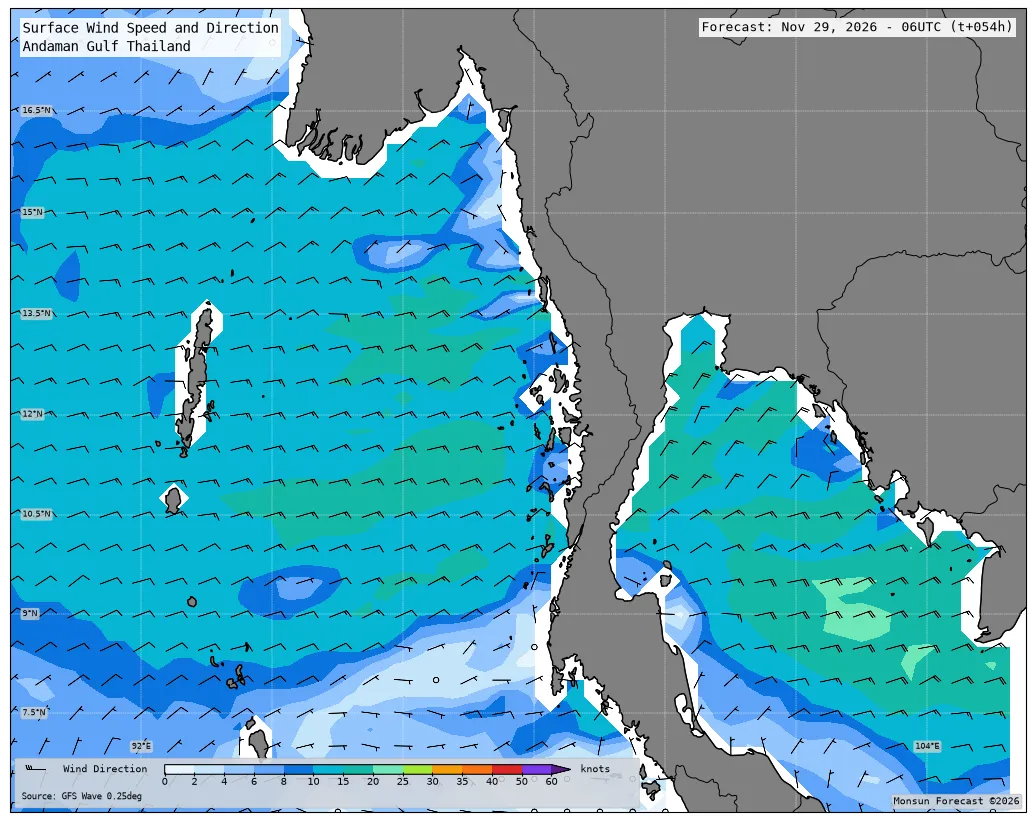 Surface Wind Speed and Direction
Andaman Gulf Thailand
Forecast: Nov 29, 2026 - 06UTC (t+054h)
16.5°N
15°N
13.5°N
12°N
10.5°N
9°N
7.5°N
92°E
104°E
Wind Direction
knots
0 2 4 6 8 10 15 20 25 30 35 40 50 60
Source: GFS Wave 0.25deg
Monsun Forecast ©2026